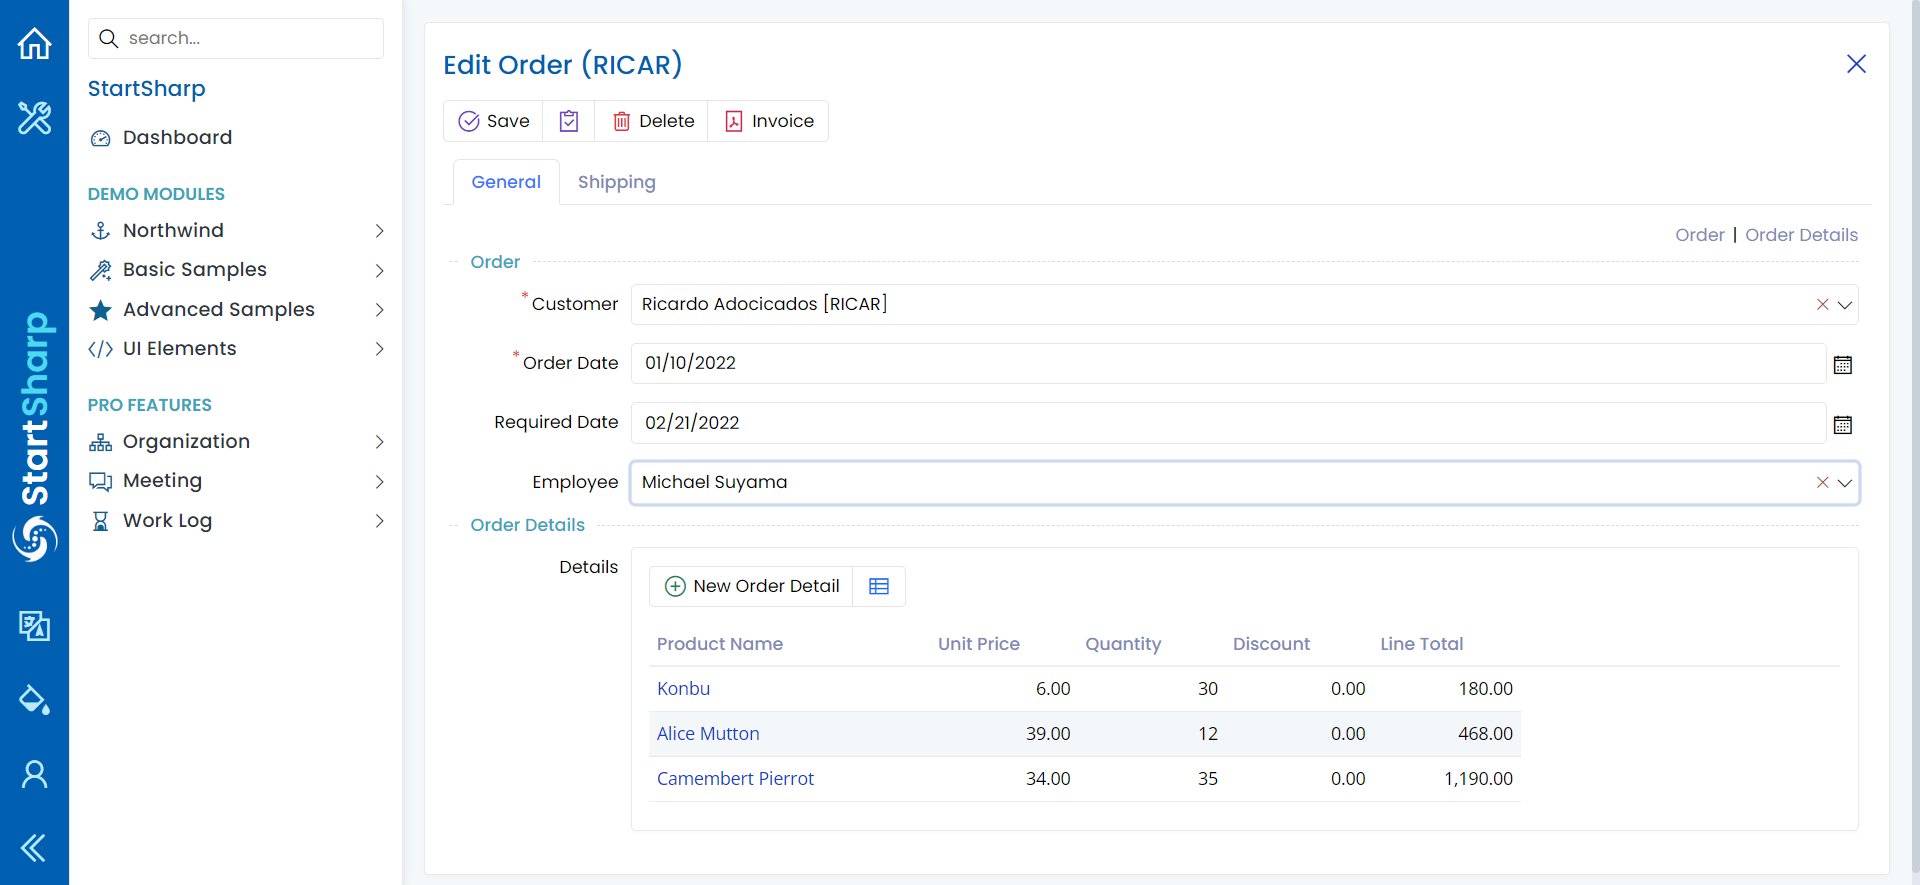 search...
StartSharp
Dashboard
DEMO MODULES
Northwind
Basic Samples
Advanced Samples
UI Elements
PRO FEATURES
Organization
Meeting
Work Log
StartSharp
Edit Order (RICAR)
Save Delete Invoice
General Shipping
Order | Order Details
Order
*Customer Ricardo Adocicados [RICAR]
*Order Date 01/10/2022
Required Date 02/21/2022
Employee Michael Suyama
Order Details
Details
New Order Detail
Product Name Unit Price Quantity Discount Line Total
Konbu 6.00 30 0.00 180.00
Alice Mutton 39.00 12 0.00 468.00
Camembert Pierrot 34.00 35 0.00 1,190.00